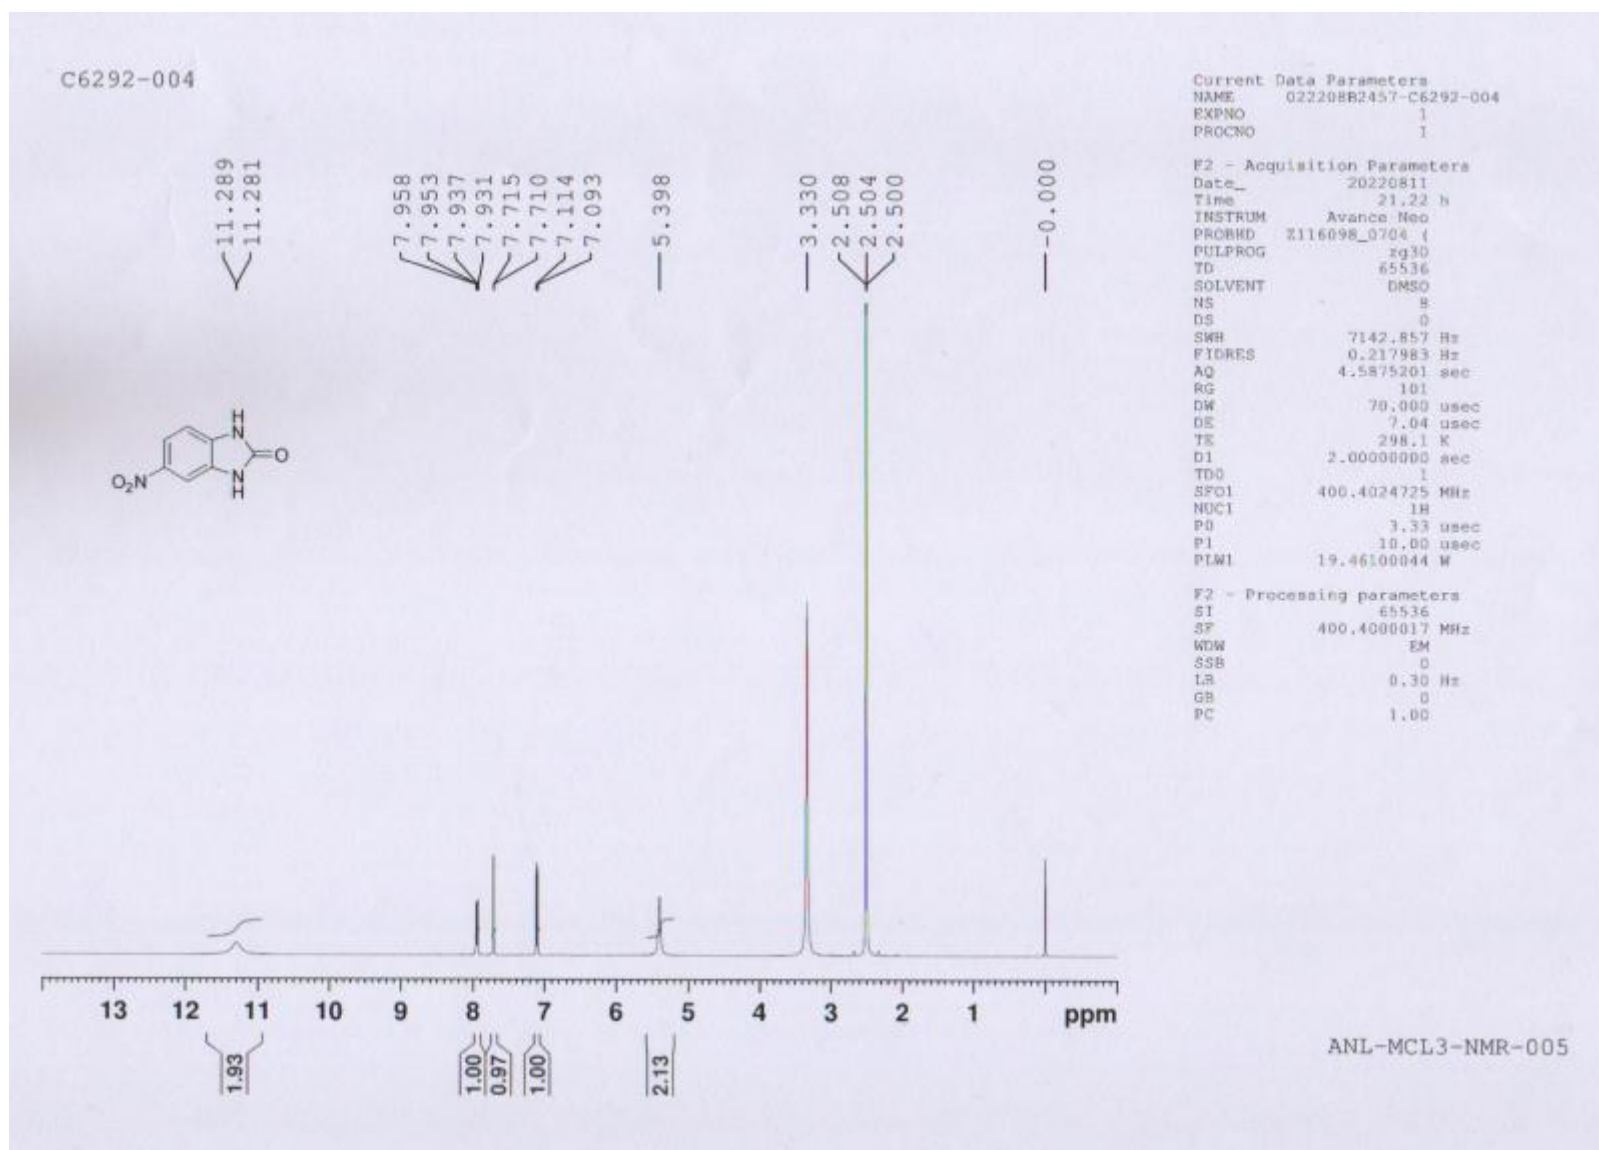 C6292-004
11.289
11.281
7.958
7.953
7.937
7.931
7.715
7.710
7.114
7.093
5.398
3.330
2.508
2.504
2.500
-0.000
Current Data Parameters
NAME 022208B2457-C6292-004
EXPNO 1
PROCNO 1
F2 - Acquisition Parameters
Date_ 20220811
Time 21.22 h
INSTRUM Avance Neo
PROBHD Z116098_0704 (
PULPROG zg30
TD 65536
SOLVENT DMSO
NS 8
DS 0
SWH 7142.857 Hz
FIDRES 0.217983 Hz
AQ 4.5875201 sec
RG 101
DW 70.000 usec
DE 7.04 usec
TE 298.1 K
D1 2.00000000 sec
TD0 1
SFO1 400.4024725 MHz
NUC1 1H
P0 3.33 usec
P1 10.00 usec
PLW1 19.46100044 W
F2 - Processing parameters
SI 65536
SF 400.4000017 MHz
WDW EM
SSB 0
LB 0.30 Hz
GB 0
PC 1.00
H
N
O
O₂N
N
H
13 12 11 10 9 8 7 6 5 4 3 2 1 ppm
1.93
1.00
0.97
1.00
2.13
ANL-MCL3-NMR-005